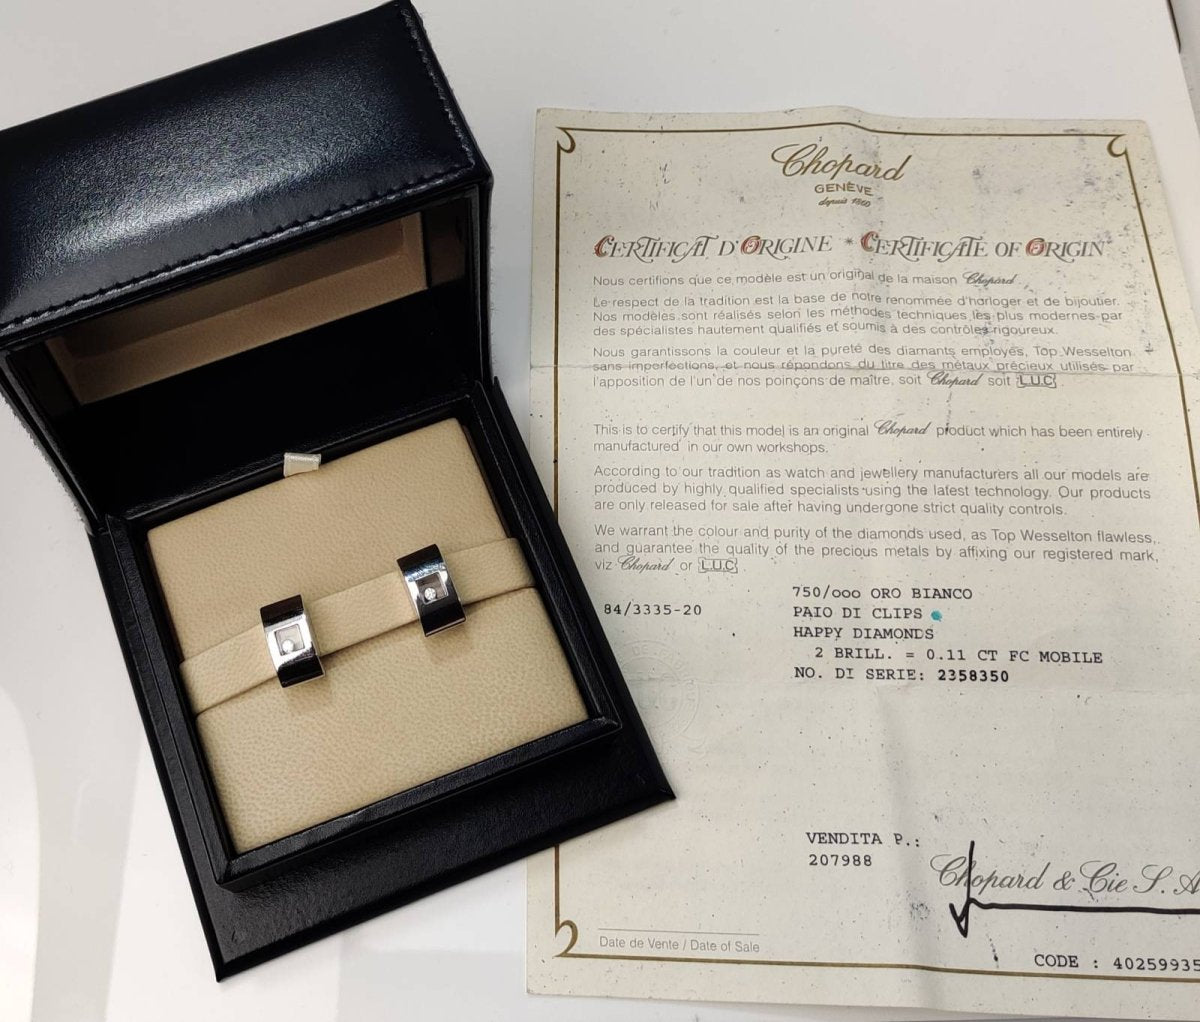 Chopard
GENÈVE
depuis 1860
CERTIFICAT D'ORIGINE * CERTIFICATE OF ORIGIN
Nous certifions que ce modèle est un original de la maison Chopard
Le respect de la tradition est la base de notre renommée d'horloger et de bijoutier.
Nos modèles sont réalisés selon les méthodes techniques les plus modernes par
des spécialistes hautement qualifiés et soumis à des contrôles rigoureux.
Nous garantissons la couleur et la pureté des diamants employés, Top Wesselton
sans imperfections, et nous répondons du titre des métaux précieux utilisés par
l'apposition de l'un de nos poinçons de maître, soit Chopard soit L.U.C.
This is to certify that this model is an original Chopard product which has been entirely
manufactured in our own workshops.
According to our tradition as watch and jewellery manufacturers all our models are
produced by highly qualified specialists using the latest technology. Our products
are only released for sale after having undergone strict quality controls.
We warrant the colour and purity of the diamonds used, as Top Wesselton flawless,
and guarantee the quality of the precious metals by affixing our registered mark,
viz Chopard or L.U.C.
750/ooo ORO BIANCO
84/3335-20 PAIO DI CLIPS
HAPPY DIAMONDS
2 BRILL. = 0.11 CT FC MOBILE
NO. DI SERIE: 2358350
VENDITA P.:
207988
Chopard & Cie S. A
Date de Vente / Date of Sale
CODE : 40259935